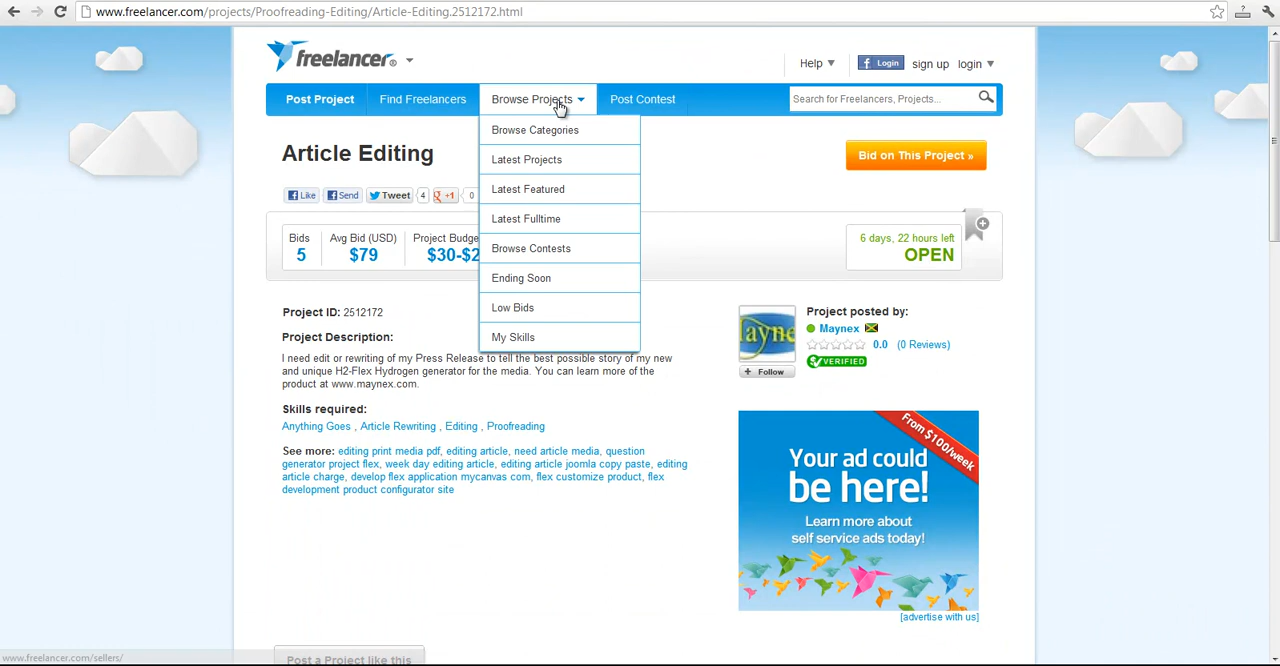 www.freelancer.com/projects/Proofreading-Editing/Article-Editing.2512172.html
freelancer®
Help
Login
sign up
login
Post Project
Find Freelancers
Browse Projects
Post Contest
Search for Freelancers, Projects...
Browse Categories
Latest Projects
Latest Featured
Latest Fulltime
Browse Contests
Ending Soon
Low Bids
My Skills
Article Editing
Bid on This Project »
Like
Send
Tweet
4
+1
0
Bids
5
Avg Bid (USD)
$79
Project Budge
$30-$2
6 days, 22 hours left
OPEN
Project ID: 2512172
Project Description:
I need edit or rewriting of my Press Release to tell the best possible story of my new
and unique H2-Flex Hydrogen generator for the media. You can learn more of the
product at www.maynex.com.
Skills required:
Anything Goes , Article Rewriting , Editing , Proofreading
See more: editing print media pdf, editing article, need article media, question
generator project flex, week day editing article, editing article joomla copy paste, editing
article charge, develop flex application mycanvas com, flex customize product, flex
development product configurator site
Project posted by:
Maynex
0.0 (0 Reviews)
VERIFIED
+ Follow
From $100/week
Your ad could
be here!
Learn more about
self service ads today!
[advertise with us]
Post a Project like this
www.freelancer.com/sellers/